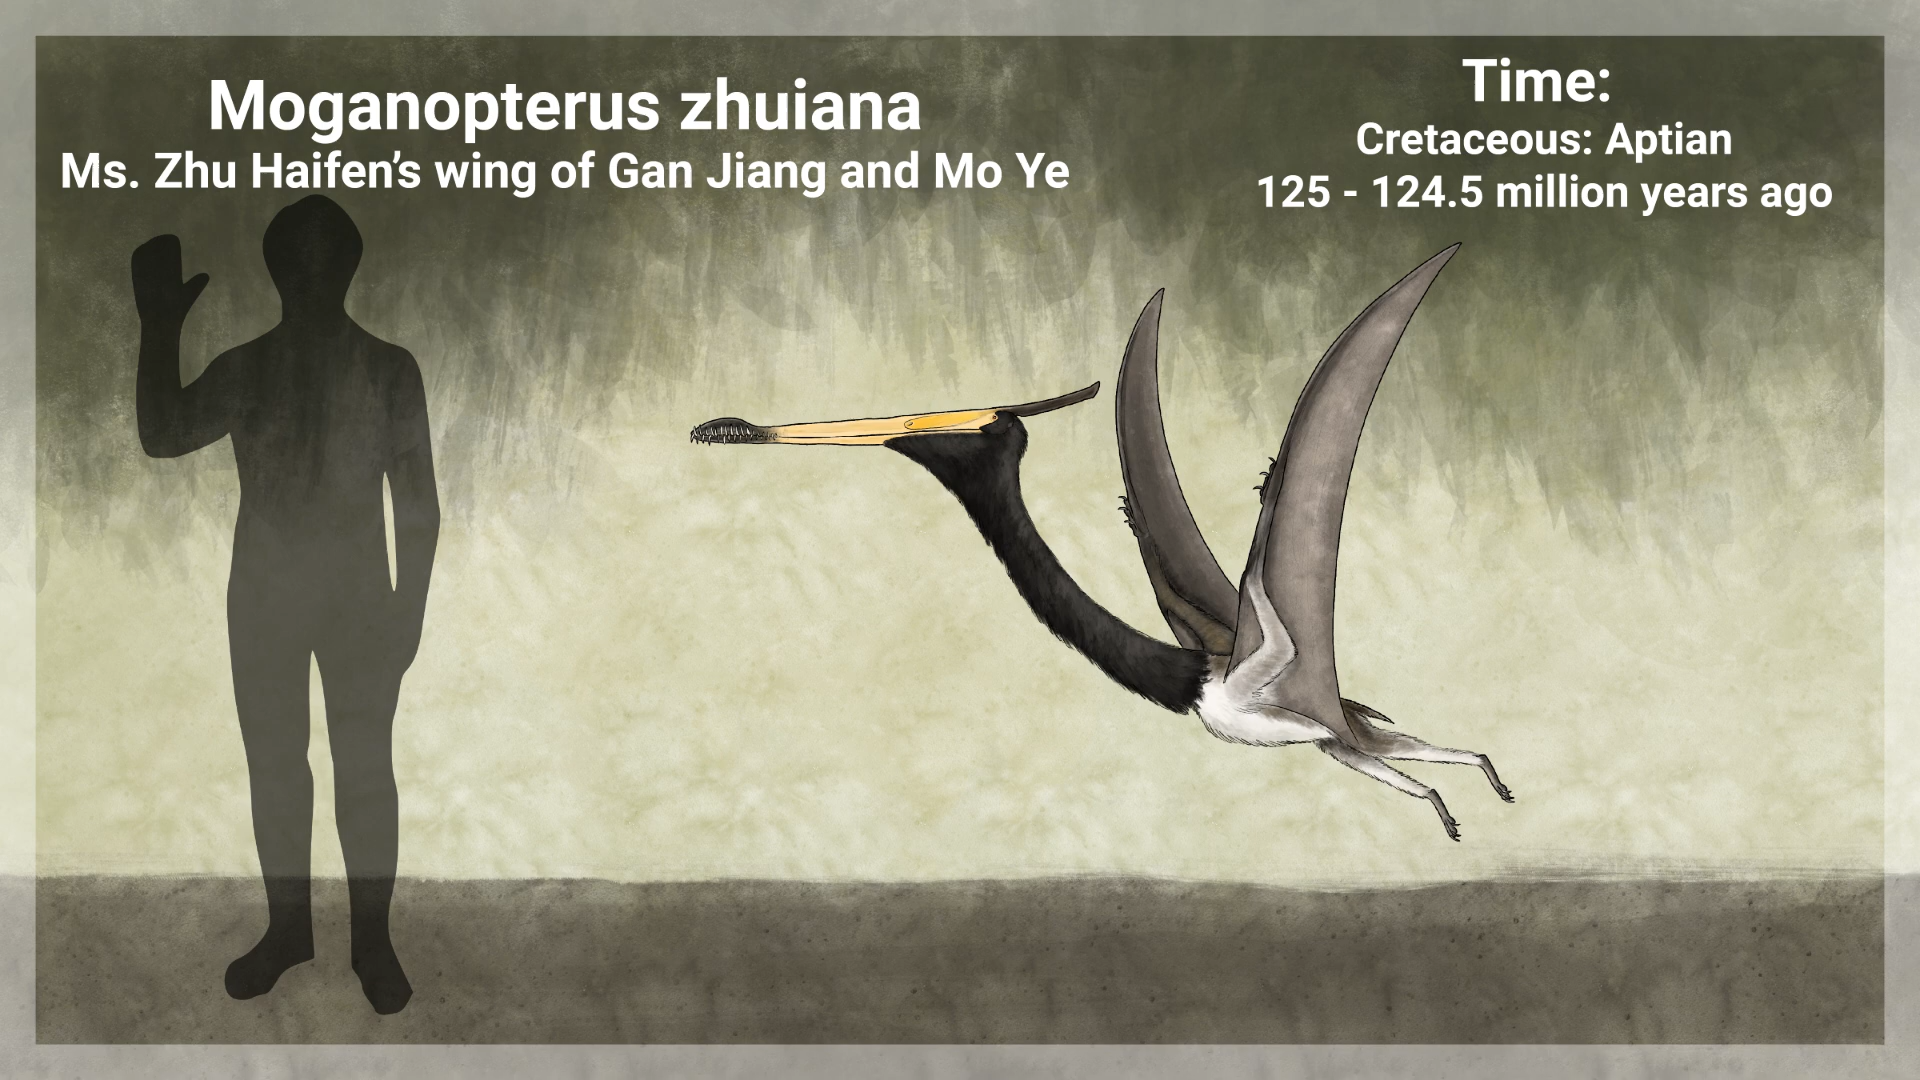 Moganopterus zhuiana
Ms. Zhu Haifen’s wing of Gan Jiang and Mo Ye
Time:
Cretaceous: Aptian
125 - 124.5 million years ago